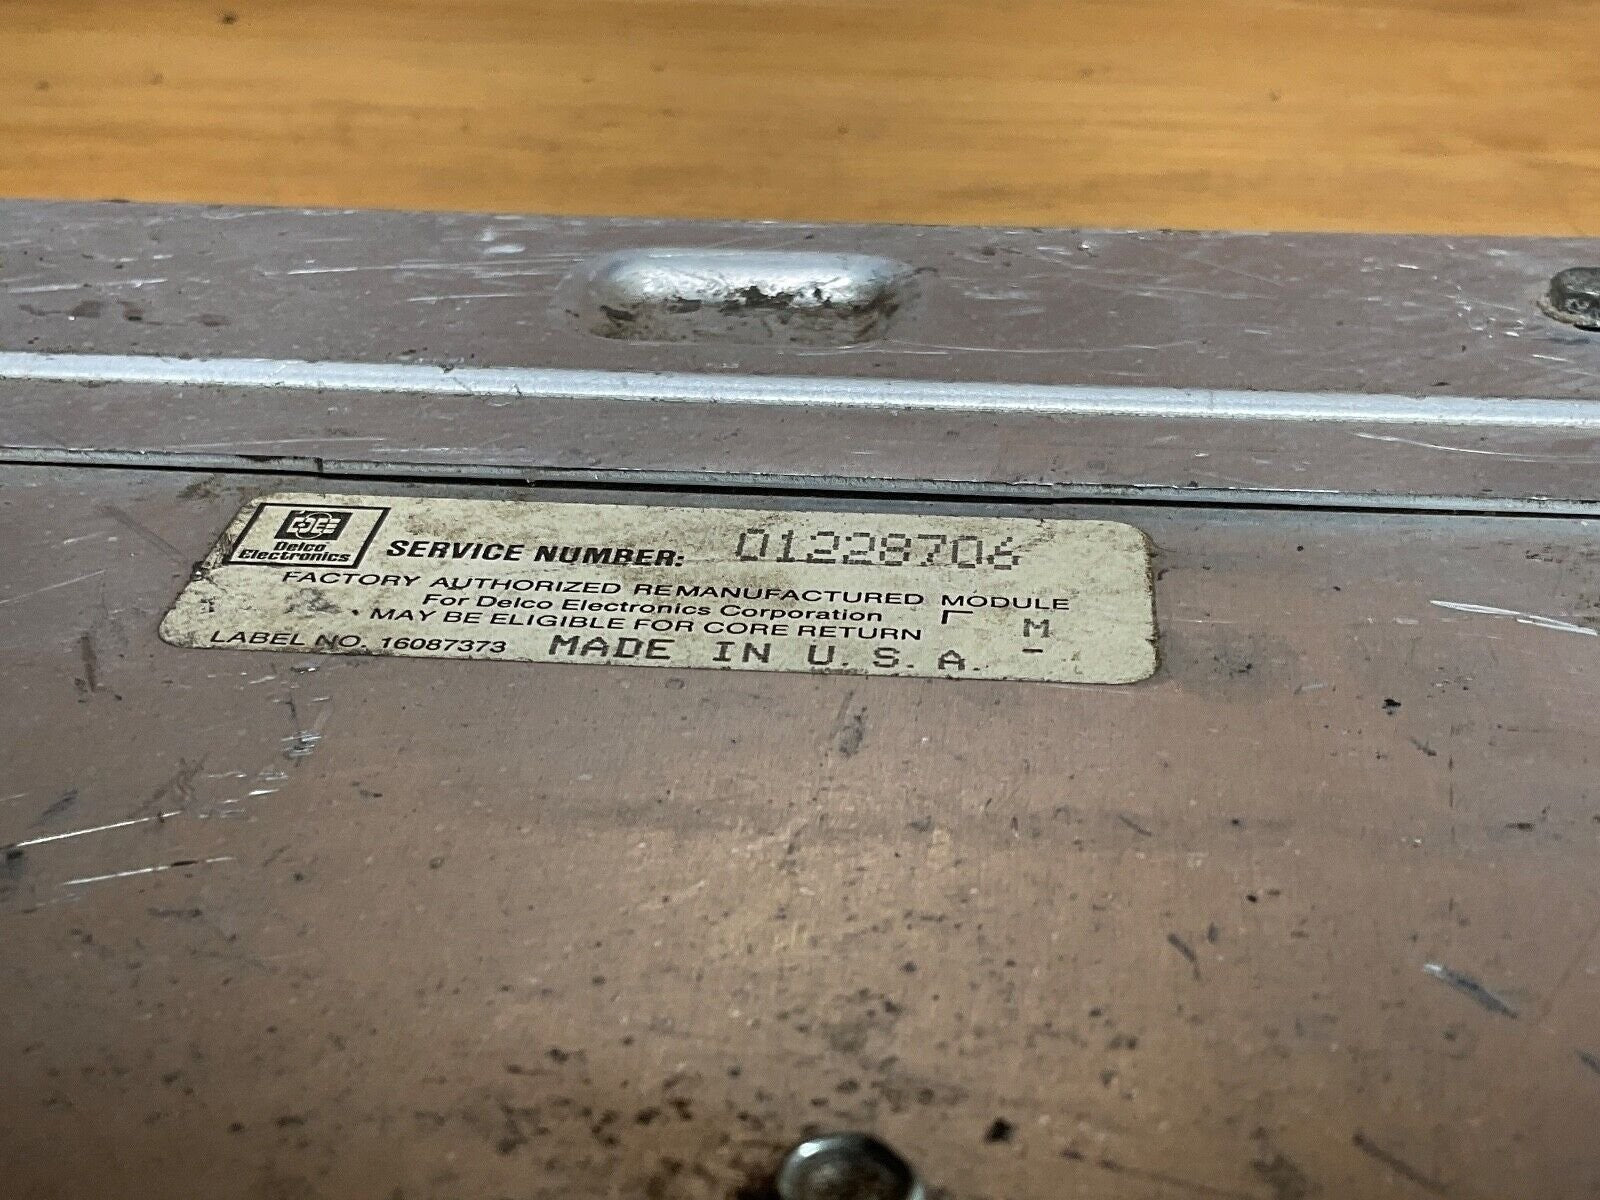 Delco
Electronics
SERVICE NUMBER: 01228706
FACTORY AUTHORIZED REMANUFACTURED MODULE
For Delco Electronics Corporation
• MAY BE ELIGIBLE FOR CORE RETURN
M
LABEL NO. 16087373 MADE IN U.S.A.